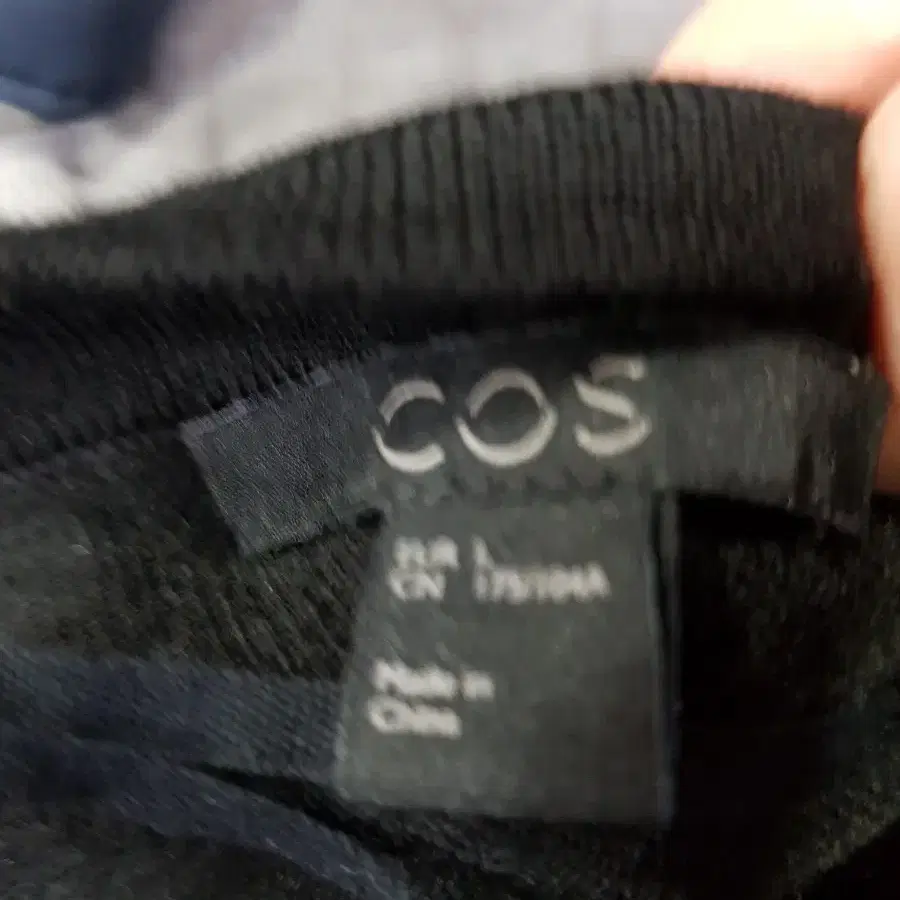 COS
EUR L
CN 175/104A
Made in
China